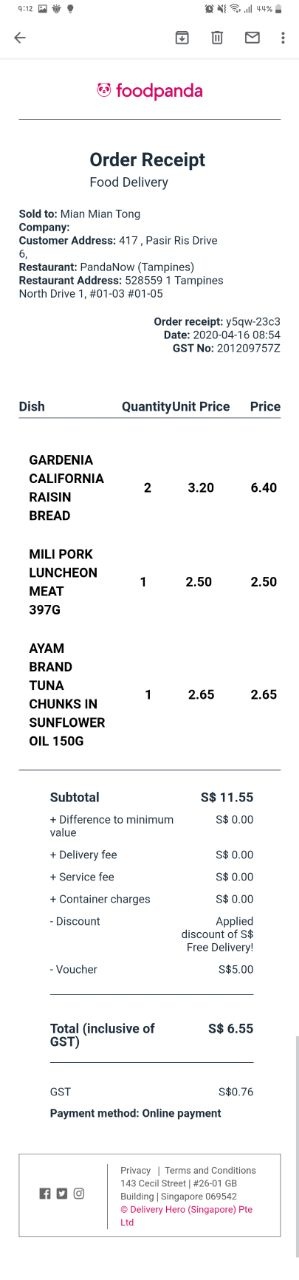 9:12
44%
foodpanda
Order Receipt
Food Delivery
Sold to: Mian Mian Tong
Company:
Customer Address: 417 , Pasir Ris Drive
6,
Restaurant: PandaNow (Tampines)
Restaurant Address: 528559 1 Tampines
North Drive 1, #01-03 #01-05
Order receipt: y5qw-23c3
Date: 2020-04-16 08:54
GST No: 201209757Z
Dish Quantity Unit Price Price
GARDENIA
CALIFORNIA
RAISIN
BREAD
2 3.20 6.40
MILI PORK
LUNCHEON
MEAT
397G
1 2.50 2.50
AYAM
BRAND
TUNA
CHUNKS IN
SUNFLOWER
OIL 150G
1 2.65 2.65
Subtotal S$ 11.55
+ Difference to minimum
value
S$ 0.00
+ Delivery fee S$ 0.00
+ Service fee S$ 0.00
+ Container charges S$ 0.00
- Discount Applied
discount of S$
Free Delivery!
- Voucher S$5.00
Total (inclusive of
GST)
S$ 6.55
GST S$0.76
Payment method: Online payment
Privacy | Terms and Conditions
143 Cecil Street | #26-01 GB
Building | Singapore 069542
© Delivery Hero (Singapore) Pte
Ltd